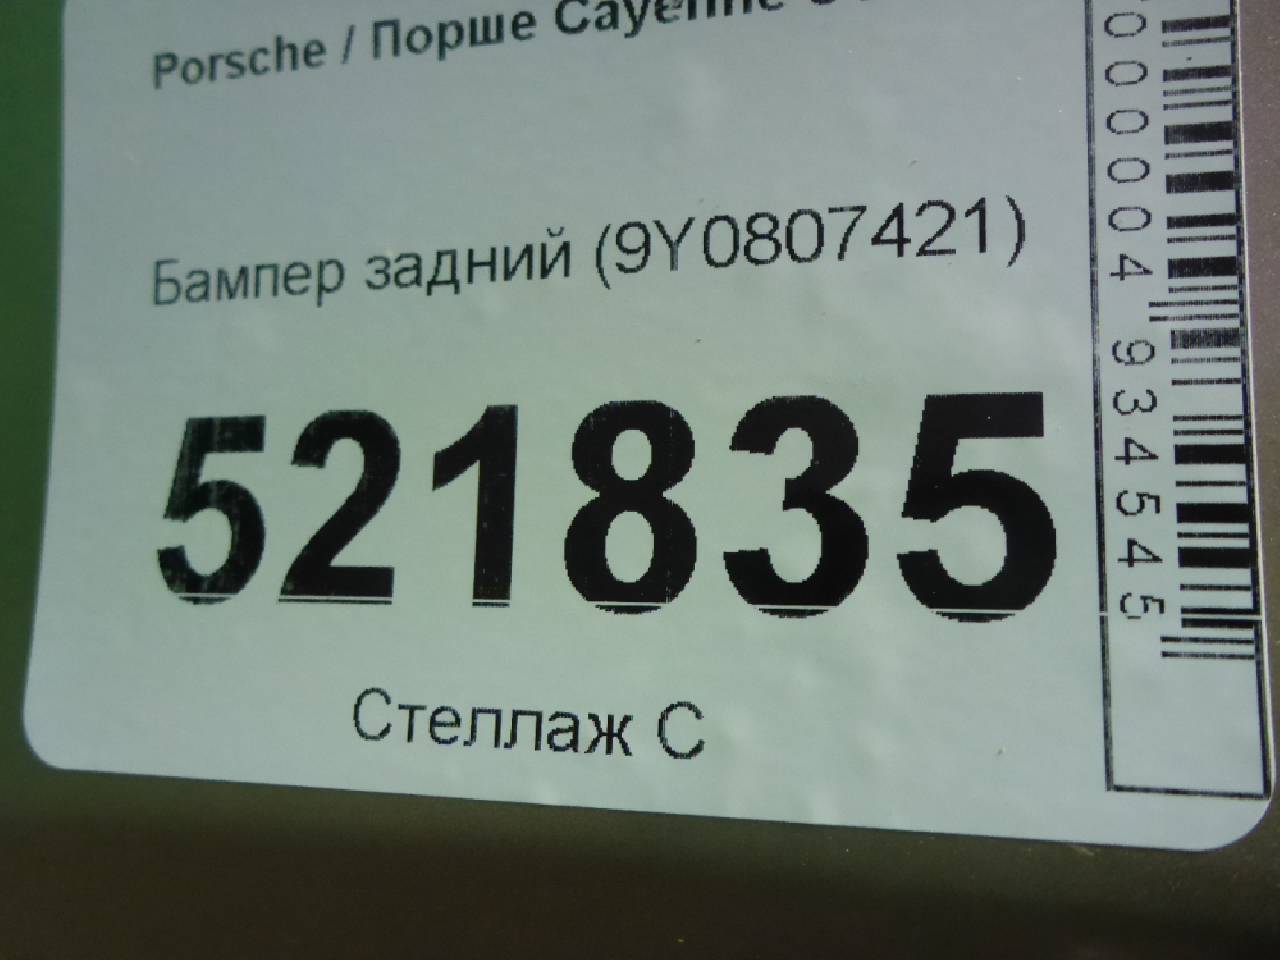 Porsche / Порше Cayenne
Бампер задний (9Y0807421)
521835
Стеллаж С
000004 934545